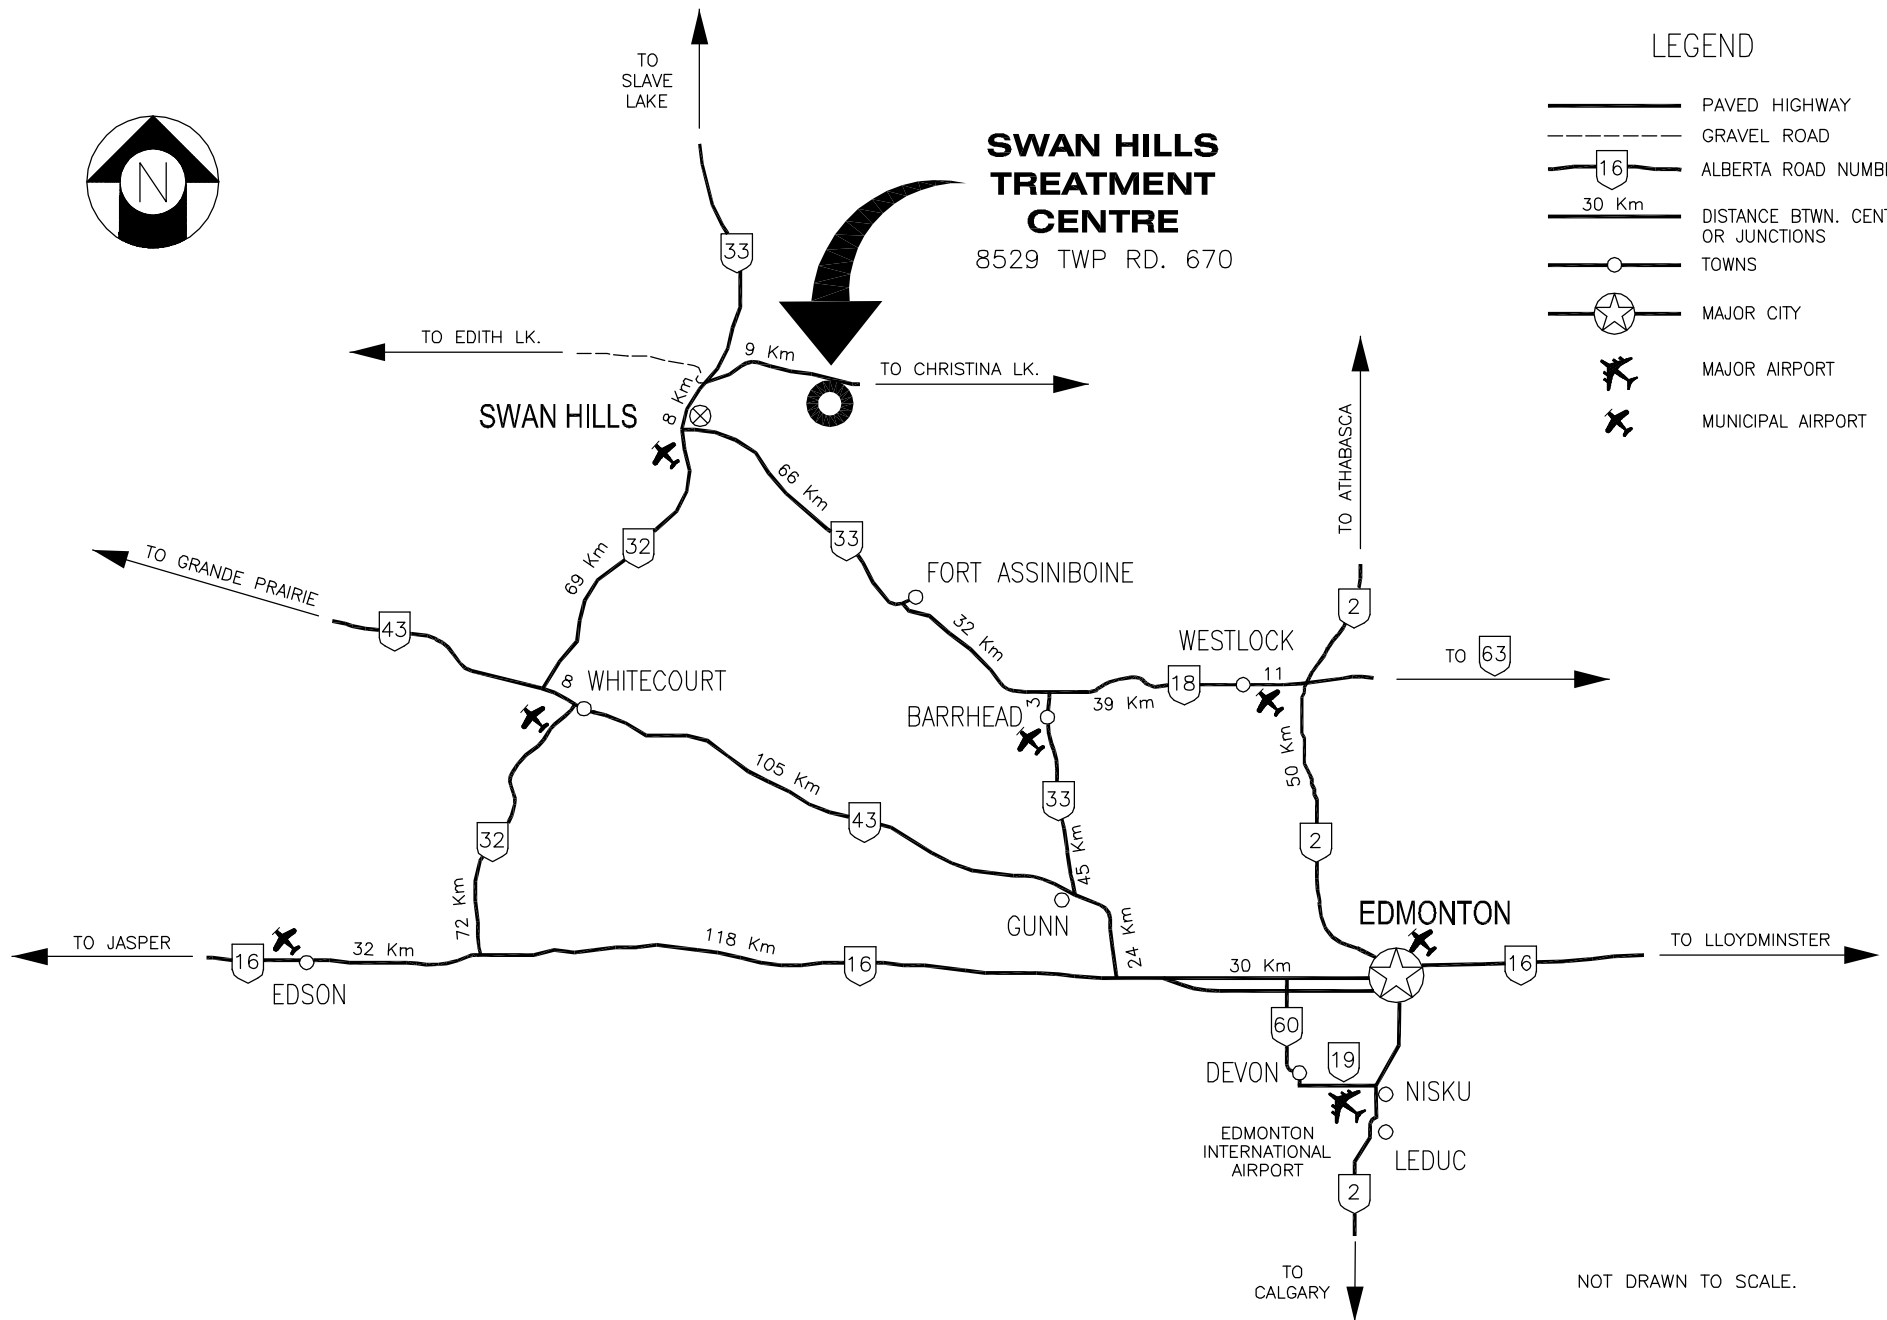 LEGEND
PAVED HIGHWAY
GRAVEL ROAD
16
ALBERTA ROAD NUMBE
30 Km
DISTANCE BTWN. CENT
OR JUNCTIONS
TOWNS
MAJOR CITY
MAJOR AIRPORT
MUNICIPAL AIRPORT
N
TO
SLAVE
LAKE
SWAN HILLS
TREATMENT
CENTRE
8529 TWP RD. 670
33
TO EDITH LK.
9 Km
TO CHRISTINA LK.
8 Km
SWAN HILLS
66 Km
TO ATHABASCA
33
32
69 Km
TO GRANDE PRAIRIE
43
FORT ASSINIBOINE
32 Km
2
WESTLOCK
TO 63
8
WHITECOURT
18
11
39 Km
3
BARRHEAD
50 Km
105 Km
33
43
32
2
45 Km
72 Km
GUNN
24 Km
EDMONTON
TO JASPER
16
32 Km
EDSON
118 Km
16
30 Km
16
TO LLOYDMINSTER
60
19
DEVON
NISKU
EDMONTON
INTERNATIONAL
AIRPORT
LEDUC
2
TO
CALGARY
NOT DRAWN TO SCALE.